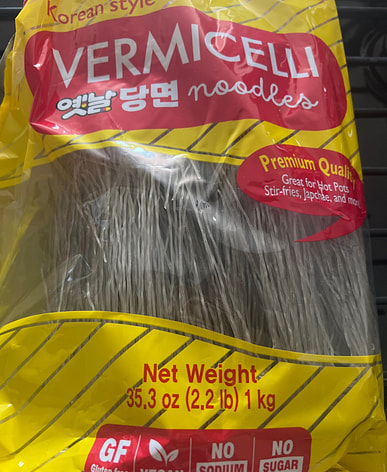 Korean style
VERMICELLI
옛날 당면 noodles
Premium Quality
Great for Hot Pots
Stir-fries, Japchae, and more
Net Weight
35,3 oz (2,2 lb) 1 kg
GF
NO
NO
Gluten Free
VEGAN
SODIUM
SUGAR